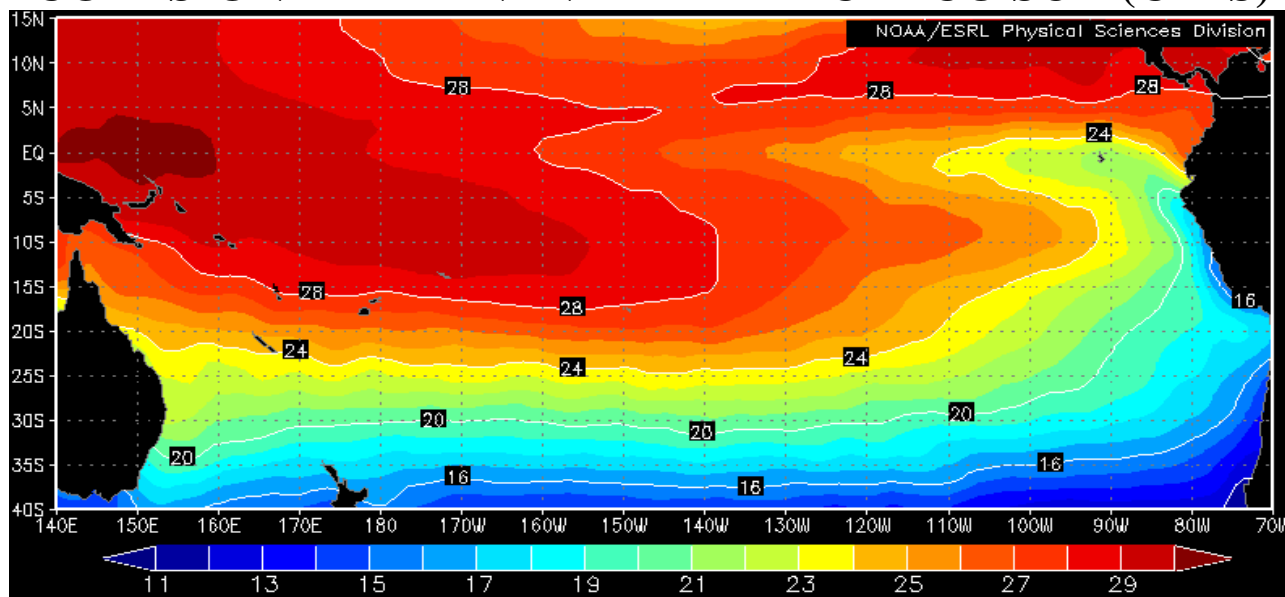 NOAA/ESRL Physical Sciences Division
15N
10N
5N
EQ
5S
10S
15S
20S
25S
30S
35S
40S
28
28
28
24
28
28
16
24
24
24
20
20
20
20
16
16
16
140E 150E 160E 170E 180 170W 160W 150W 140W 130W 120W 110W 100W 90W 80W 70W
11 13 15 17 19 21 23 25 27 29